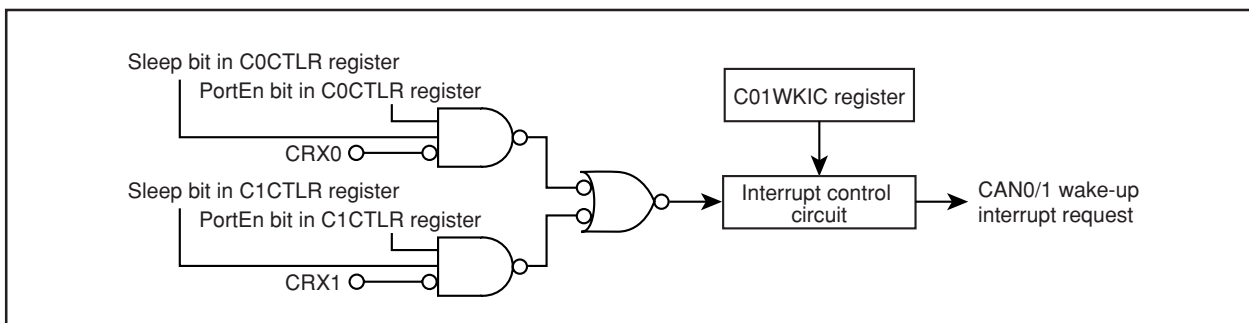 Sleep bit in C0CTLR register
PortEn bit in C0CTLR register
CRX0
Sleep bit in C1CTLR register
PortEn bit in C1CTLR register
CRX1
C01WKIC register
Interrupt control
circuit
CAN0/1 wake-up
interrupt request